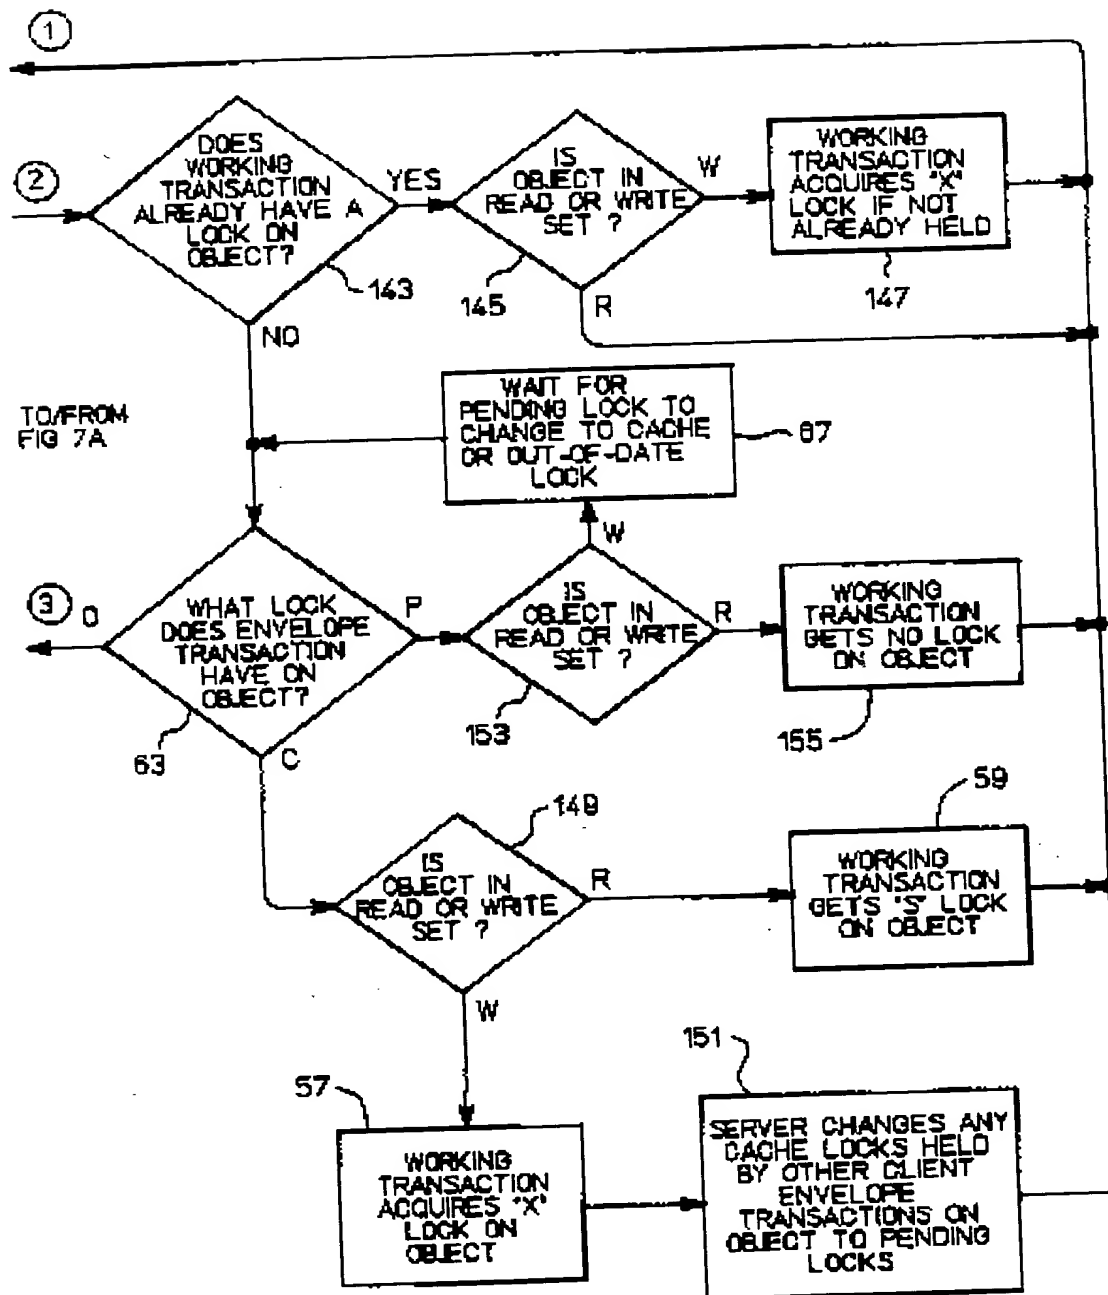 1
2
DOES
WORKING
TRANSACTION
ALREADY HAVE A
LOCK ON
OBJECT?
143
YES
NO
IS
OBJECT IN
READ OR WRITE
SET ?
145
W
R
WORKING
TRANSACTION
ACQUIRES "X"
LOCK IF NOT
ALREADY HELD
147
TO/FROM
FIG 7A
WAIT FOR
PENDING LOCK TO
CHANGE TO CACHE
OR OUT-OF-DATE
LOCK
67
3
O
WHAT LOCK
DOES ENVELOPE
TRANSACTION
HAVE ON
OBJECT?
63
P
C
W
IS
OBJECT IN
READ OR WRITE
SET ?
153
R
WORKING
TRANSACTION
GETS NO LOCK
ON OBJECT
155
149
IS
OBJECT IN
READ OR WRITE
SET ?
R
W
59
WORKING
TRANSACTION
GETS "S" LOCK
ON OBJECT
57
WORKING
TRANSACTION
ACQUIRES "X"
LOCK ON
OBJECT
151
SERVER CHANGES ANY
CACHE LOCKS HELD
BY OTHER CLIENT
ENVELOPE
TRANSACTIONS ON
OBJECT TO PENDING
LOCKS